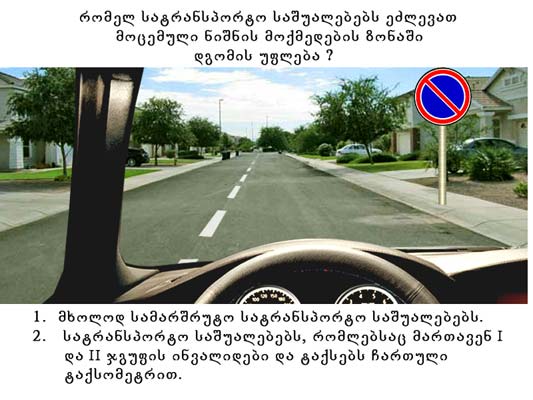 რომელ სატრანსპორტო საშუალებებს ეძლევათ
მოცემული ნიშნის მოქმედების ზონაში
დგომის უფლება ?
1. მხოლოდ სამარშრუტო სატრანსპორტო საშუალებებს.
2. სატრანსპორტო საშუალებებს, რომლებსაც მართავენ I
და II ჯგუფის ინვალიდები და ტაქსებს ჩართული
ტაქსომეტრით.